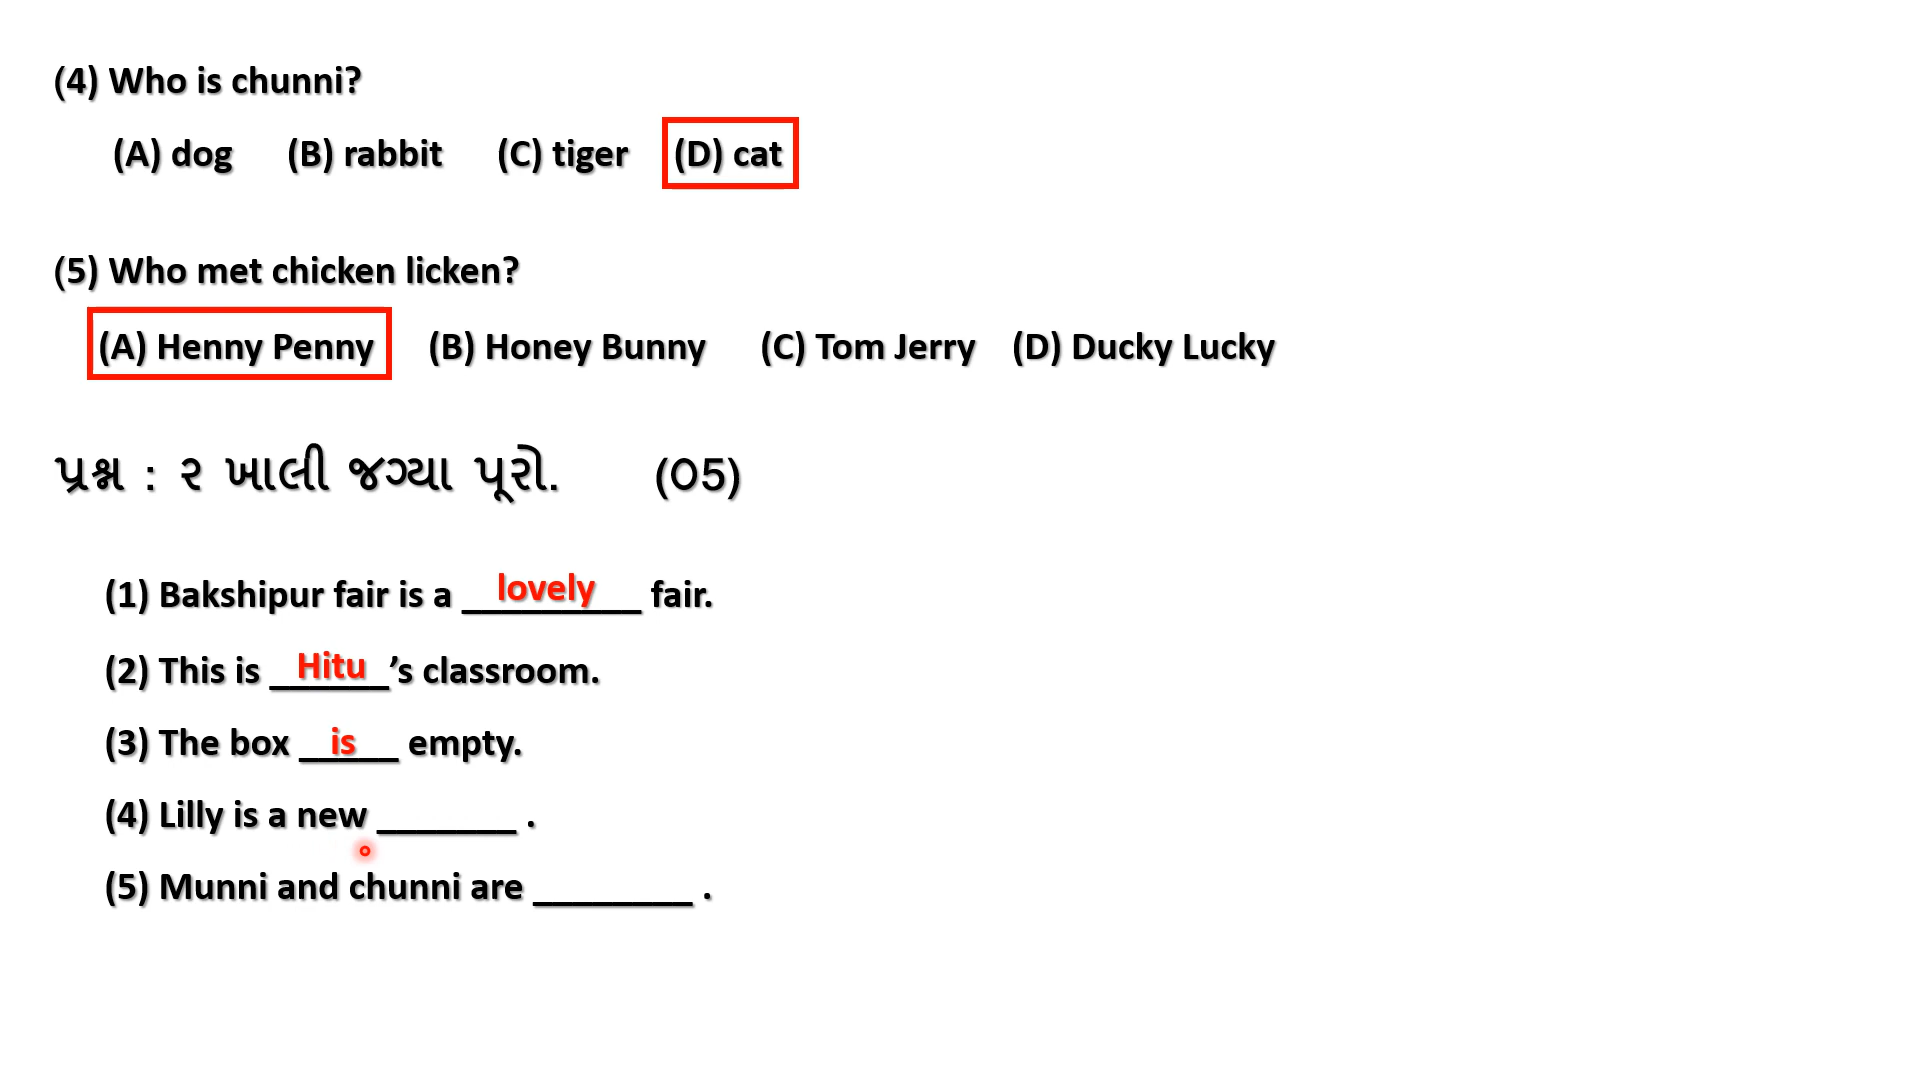 (4) Who is chunni?
(A) dog (B) rabbit (C) tiger (D) cat
(5) Who met chicken licken?
(A) Henny Penny (B) Honey Bunny (C) Tom Jerry (D) Ducky Lucky
પ્રશ્ન : ૨ ખાલી જગ્યા પૂરો. (05)
(1) Bakshipur fair is a lovely fair.
(2) This is Hitu's classroom.
(3) The box is empty.
(4) Lilly is a new _______ .
(5) Munni and chunni are ________ .